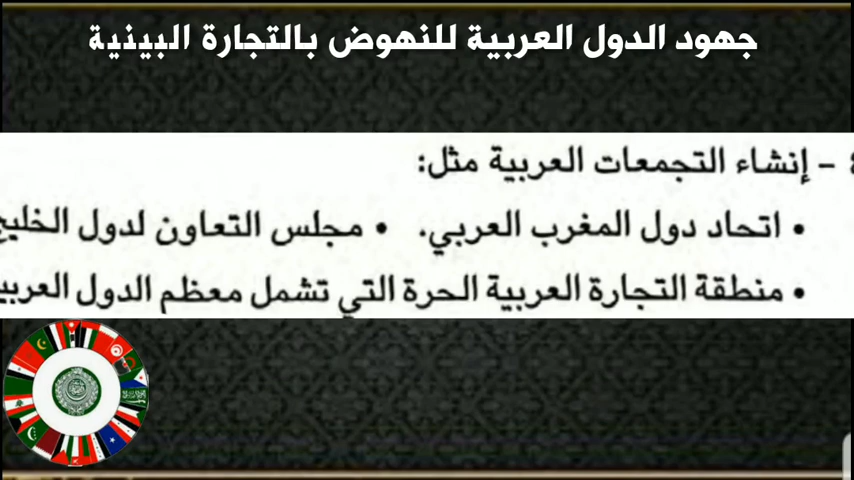 جهود الدول العربية للنهوض بالتجارة البينية
– إنشاء التجمعات العربية مثل:
• اتحاد دول المغرب العربي. • مجلس التعاون لدول
• منطقة التجارة العربية الحرة التي تشمل معظم الدول